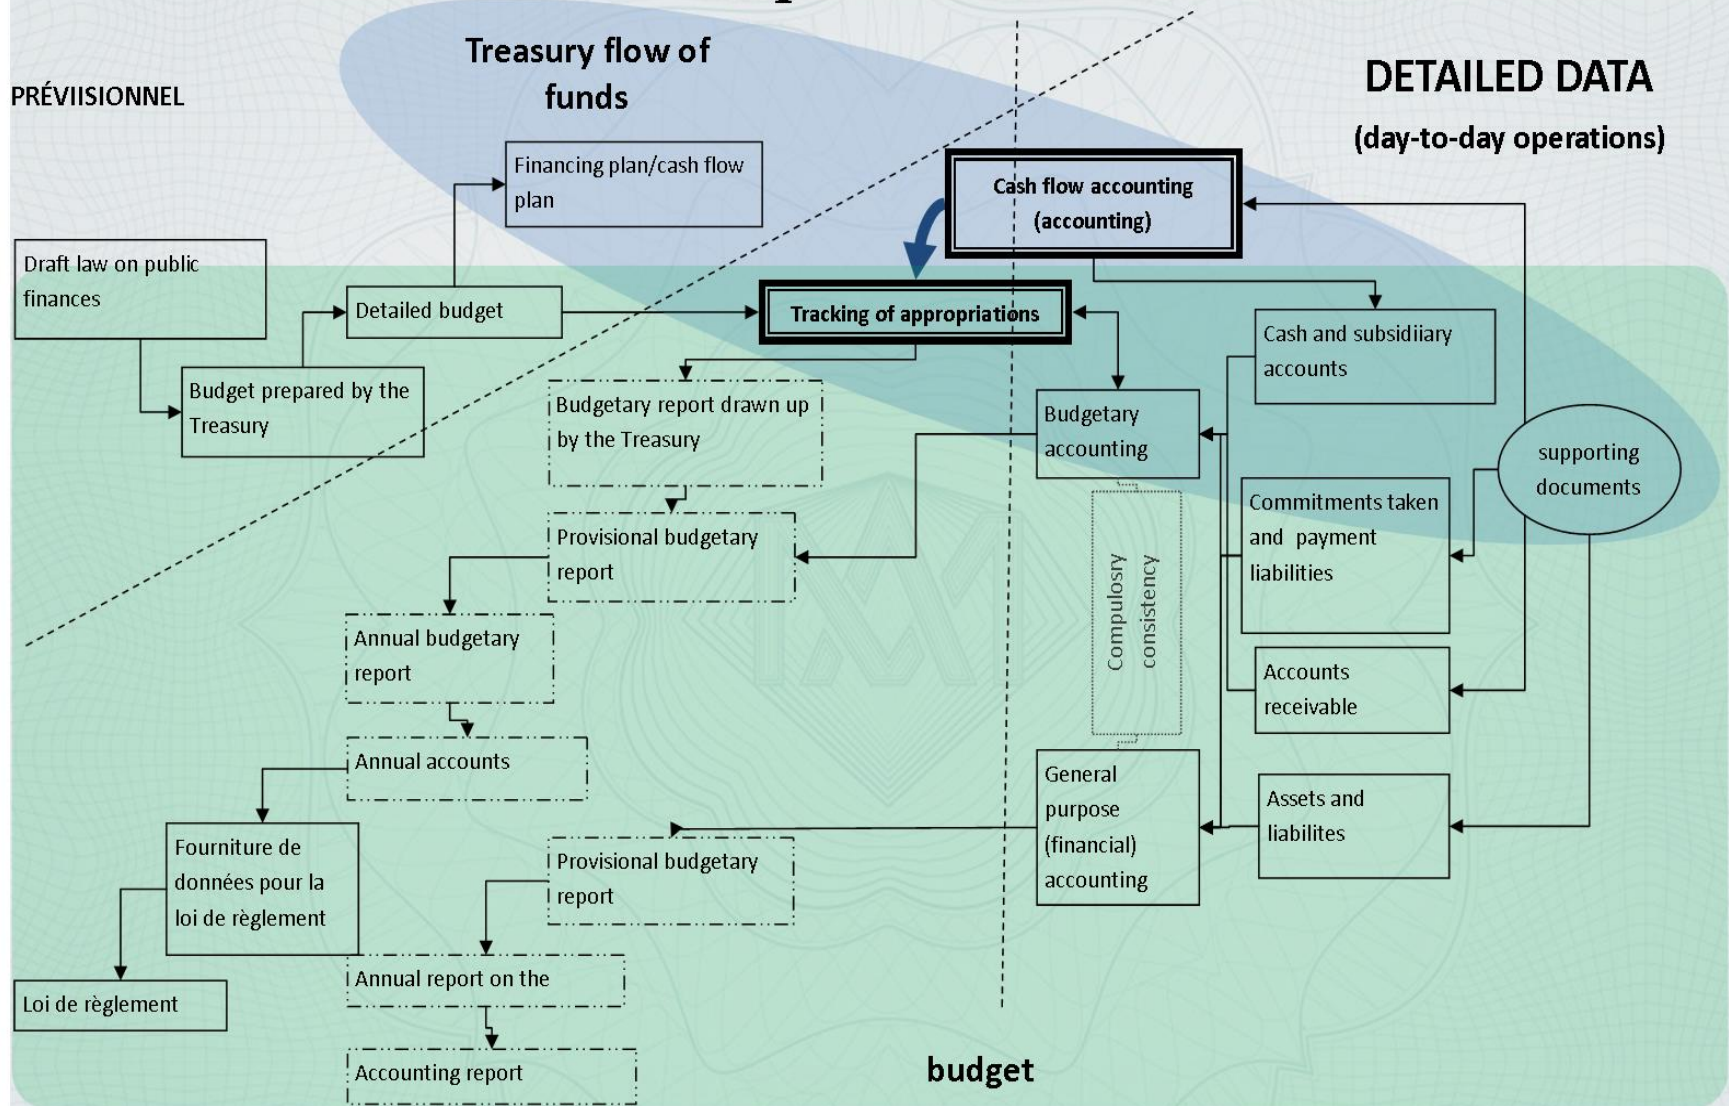 Treasury flow of
funds
PRÉVIISIONNEL
DETAILED DATA
(day-to-day operations)
Financing plan/cash flow
plan
Cash flow accounting
(accounting)
Draft law on public
finances
Detailed budget
Tracking of appropriations
Cash and subsidiiary
accounts
Budget prepared by the
Treasury
Budgetary report drawn up
by the Treasury
Budgetary
accounting
supporting
documents
Commitments taken
and payment
liabilities
Provisional budgetary
report
Compulosry
consistency
Annual budgetary
report
Accounts
receivable
Annual accounts
General
purpose
(financial)
accounting
Assets and
liabilites
Fourniture de
données pour la
loi de règlement
Provisional budgetary
report
Annual report on the
Loi de règlement
Accounting report
budget